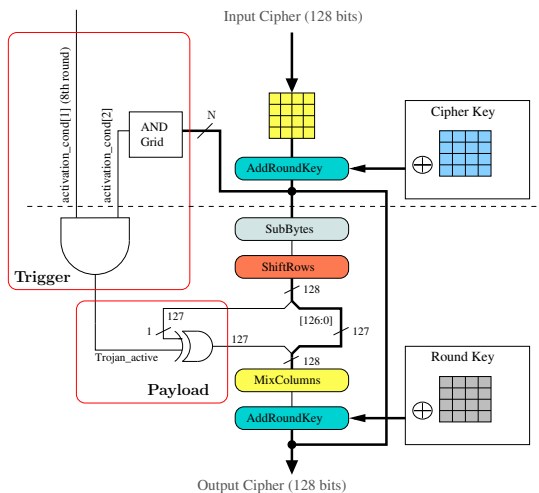 Input Cipher (128 bits)
activation_cond[1] (8th round)
activation_cond[2]
AND
Grid
N
Cipher Key
AddRoundKey
SubBytes
Trigger
ShiftRows
128
127
[126:0]
1
127
127
Trojan_active
128
Round Key
Payload
MixColumns
AddRoundKey
Output Cipher (128 bits)